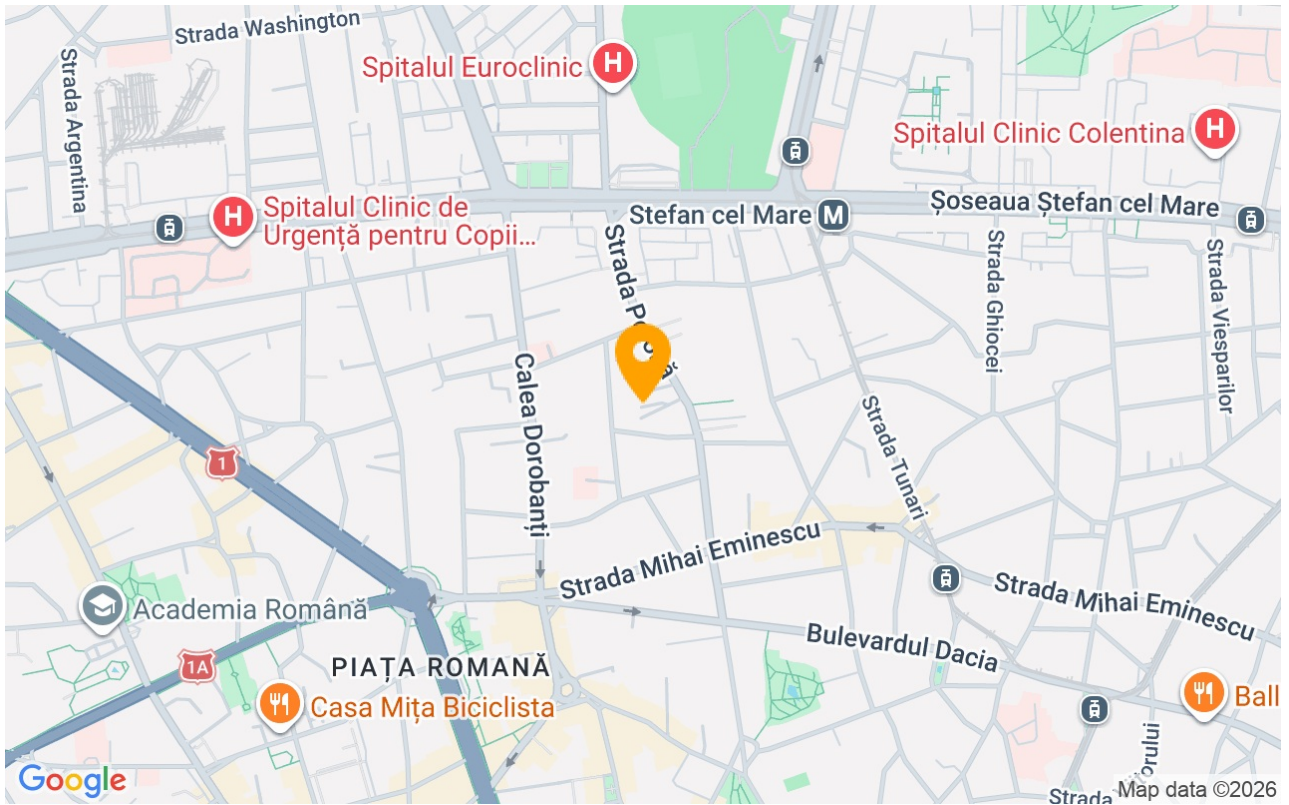 Strada Washington
Strada Argentina
Spitalul Euroclinic
H
Spitalul Clinic Colentina
H
H
Spitalul Clinic de
Urgență pentru Copii...
Stefan cel Mare
M
Șoseaua Ștefan cel Mare
Strada
Strada Ghiocei
Strada Viesparilor
Calea Dorobanți
Strada Tunari
1
Strada Mihai Eminescu
Strada Mihai Eminescu
Academia Română
Bulevardul Dacia
1A
PIAȚA ROMANĂ
Casa Mița Biciclista
Ball
Strada
Google
Map data ©2026